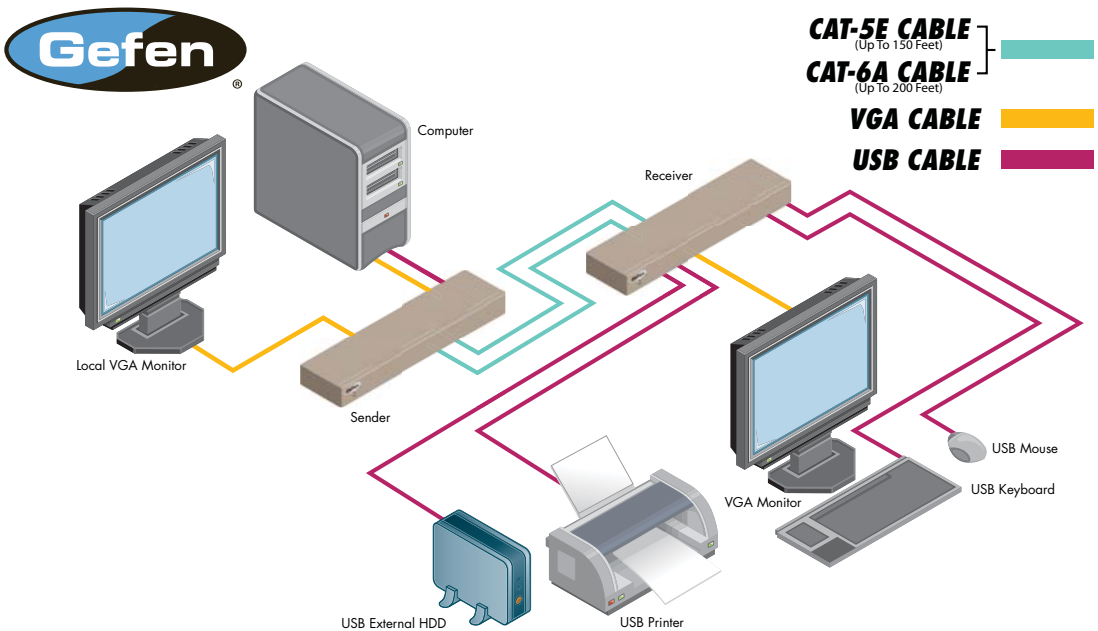 Gefen
®
CAT-5E CABLE
(Up To 150 Feet)
CAT-6A CABLE
(Up To 200 Feet)
VGA CABLE
USB CABLE
Computer
Receiver
Local VGA Monitor
Sender
USB Mouse
USB Keyboard
VGA Monitor
USB External HDD
USB Printer